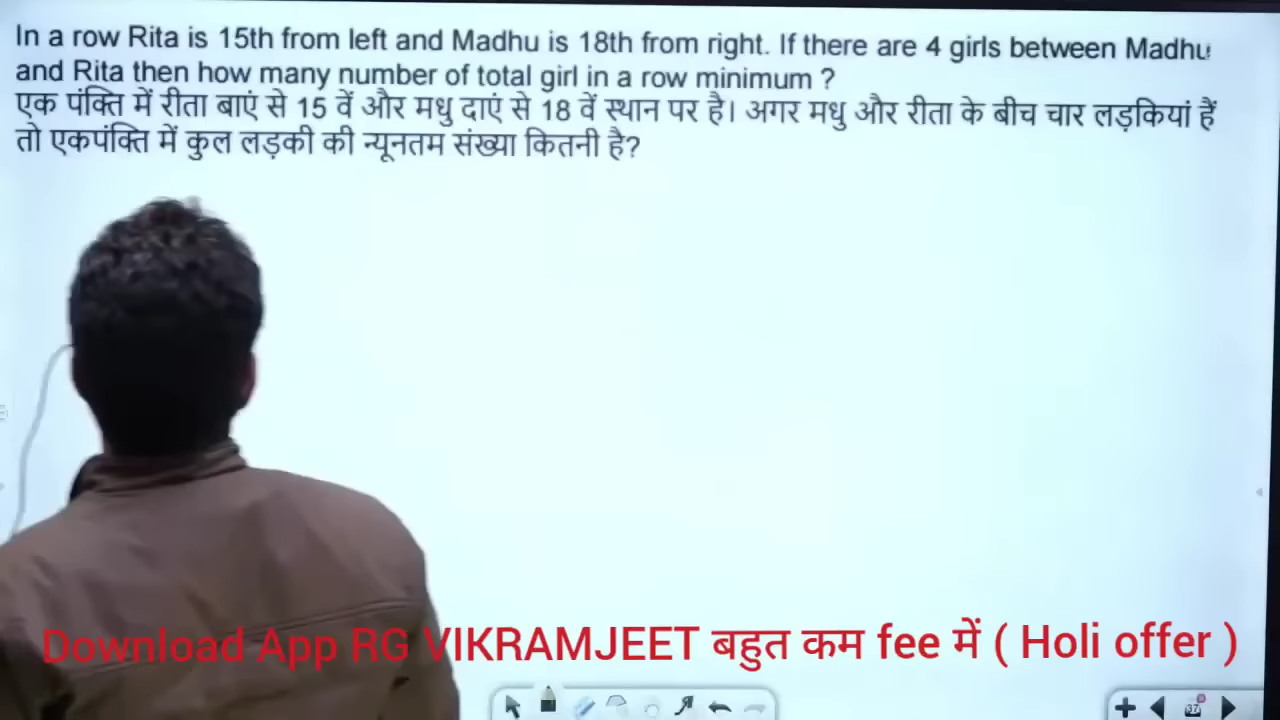 In a row Rita is 15th from left and Madhu is 18th from right. If there are 4 girls between Madhu
and Rita then how many number of total girl in a row minimum ?
एक पंक्ति में रीता बाएं से 15 वें और मधु दाएं से 18 वें स्थान पर है। अगर मधु और रीता के बीच चार लड़कियां हैं
तो एकपंक्ति में कुल लड़की की न्यूनतम संख्या कितनी है?
Download App RG VIKRAMJEET बहुत कम fee में ( Holi offer )
37